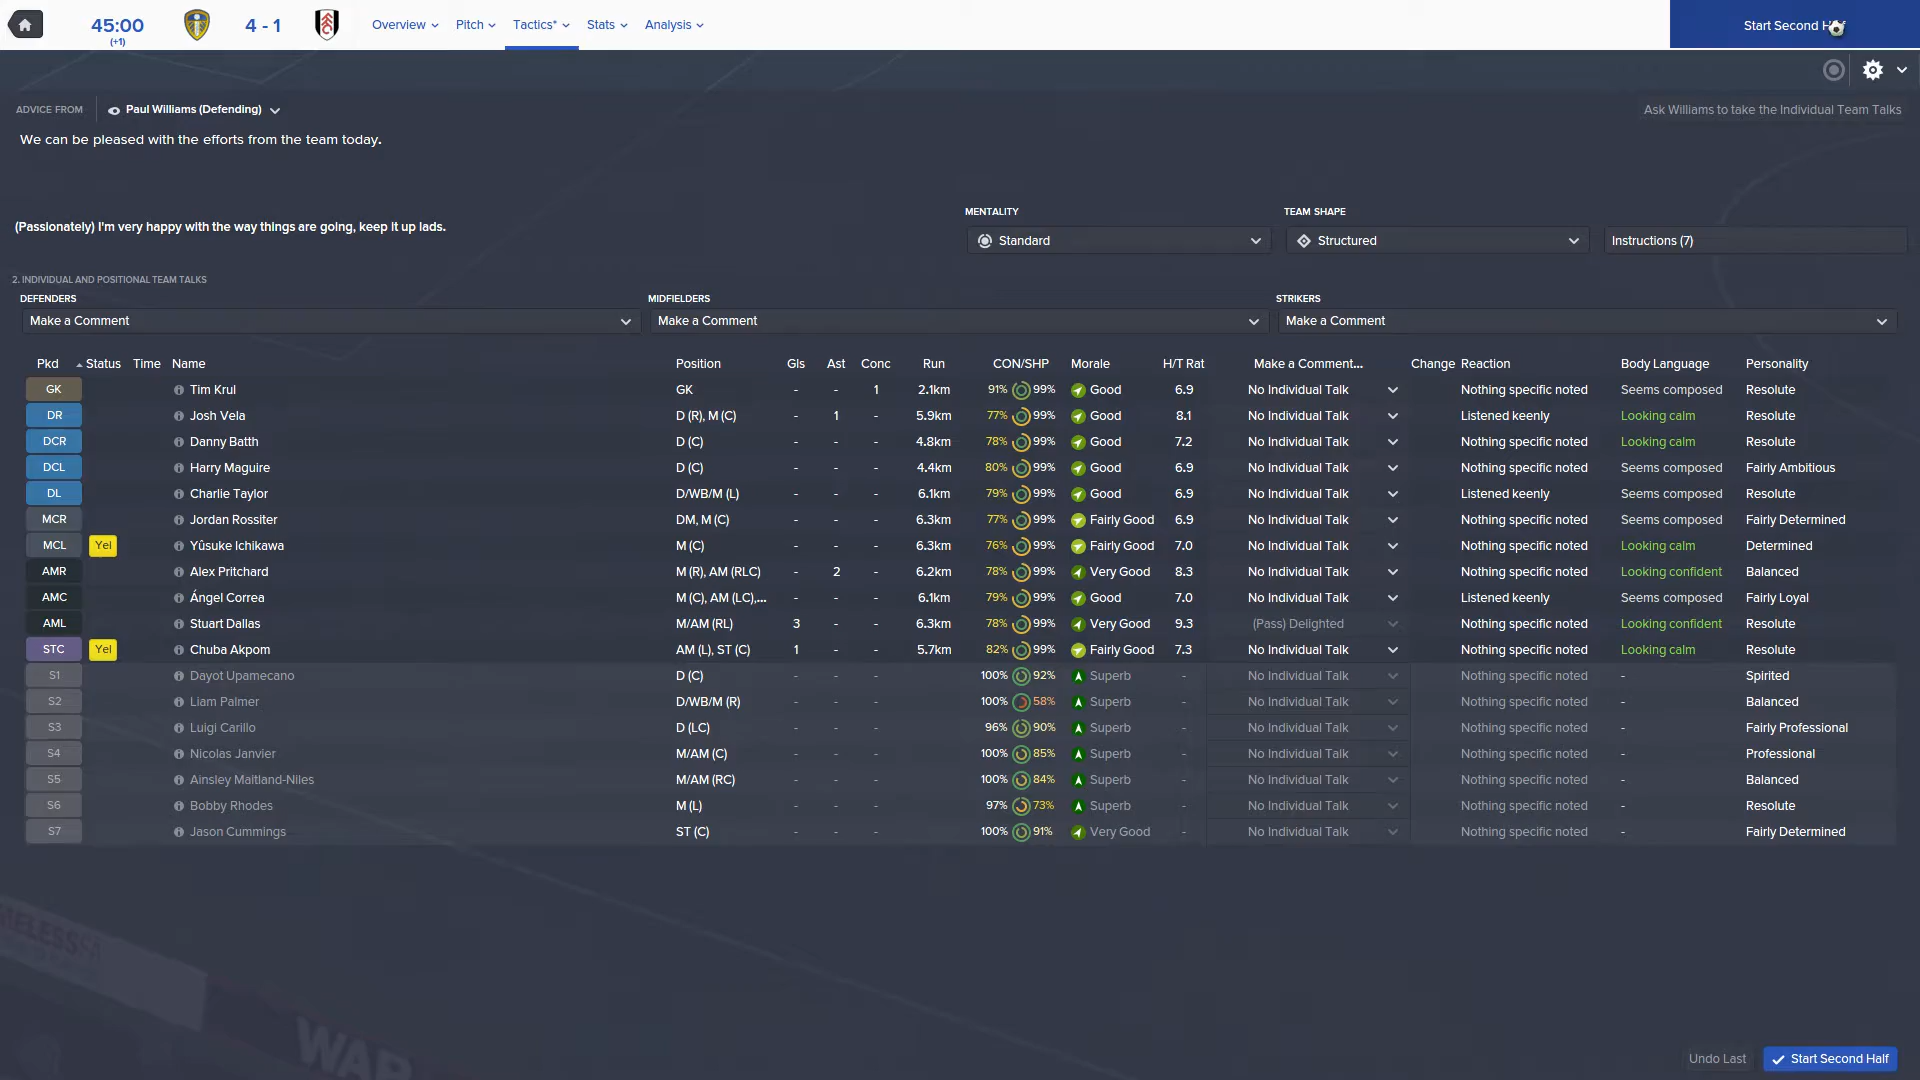 45:00
(+1)
4 - 1
Overview
Pitch
Tactics*
Stats
Analysis
Start Second
ADVICE FROM
Paul Williams (Defending)
Ask Williams to take the Individual Team Talks
We can be pleased with the efforts from the team today.
MENTALITY
TEAM SHAPE
(Passionately) I'm very happy with the way things are going, keep it up lads.
Standard
Structured
Instructions (7)
2. INDIVIDUAL AND POSITIONAL TEAM TALKS
DEFENDERS
MIDFIELDERS
STRIKERS
Make a Comment
Make a Comment
Make a Comment
Pkd Status Time Name Position Gls Ast Conc Run CON/SHP Morale H/T Rat Make a Comment... Change Reaction Body Language Personality
GK Tim Krul GK - - 1 2.1km 91% 99% Good 6.9 No Individual Talk Nothing specific noted Seems composed Resolute
DR Josh Vela D (R), M (C) - 1 - 5.9km 77% 99% Good 8.1 No Individual Talk Listened keenly Looking calm Resolute
DCR Danny Batth D (C) - - - 4.8km 78% 99% Good 7.2 No Individual Talk Nothing specific noted Looking calm Resolute
DCL Harry Maguire D (C) - - - 4.4km 80% 99% Good 6.9 No Individual Talk Nothing specific noted Seems composed Fairly Ambitious
DL Charlie Taylor D/WB/M (L) - - - 6.1km 79% 99% Good 6.9 No Individual Talk Listened keenly Seems composed Resolute
MCR Jordan Rossiter DM, M (C) - - - 6.3km 77% 99% Fairly Good 6.9 No Individual Talk Nothing specific noted Seems composed Fairly Determined
MCL Yel Yûsuke Ichikawa M (C) - - - 6.3km 76% 99% Fairly Good 7.0 No Individual Talk Nothing specific noted Looking calm Determined
AMR Alex Pritchard M (R), AM (RLC) - 2 - 6.2km 78% 99% Very Good 8.3 No Individual Talk Nothing specific noted Looking confident Balanced
AMC Ángel Correa M (C), AM (LC),... - - - 6.1km 79% 99% Good 7.0 No Individual Talk Listened keenly Seems composed Fairly Loyal
AML Stuart Dallas M/AM (RL) 3 - - 6.3km 78% 99% Very Good 9.3 (Pass) Delighted Nothing specific noted Looking confident Resolute
STC Yel Chuba Akpom AM (L), ST (C) 1 - - 5.7km 82% 99% Fairly Good 7.3 No Individual Talk Nothing specific noted Looking calm Resolute
S1 Dayot Upamecano D (C) - - - 100% 92% Superb - No Individual Talk Nothing specific noted - Spirited
S2 Liam Palmer D/WB/M (R) - - - 100% 58% Superb - No Individual Talk Nothing specific noted - Balanced
S3 Luigi Carillo D (LC) - - - 96% 90% Superb - No Individual Talk Nothing specific noted - Fairly Professional
S4 Nicolas Janvier M/AM (C) - - - 100% 85% Superb - No Individual Talk Nothing specific noted - Professional
S5 Ainsley Maitland-Niles M/AM (RC) - - - 100% 84% Superb - No Individual Talk Nothing specific noted - Balanced
S6 Bobby Rhodes M (L) - - - 97% 73% Superb - No Individual Talk Nothing specific noted - Resolute
S7 Jason Cummings ST (C) - - - 100% 91% Very Good - No Individual Talk Nothing specific noted - Fairly Determined
WAR
Undo Last
Start Second Half